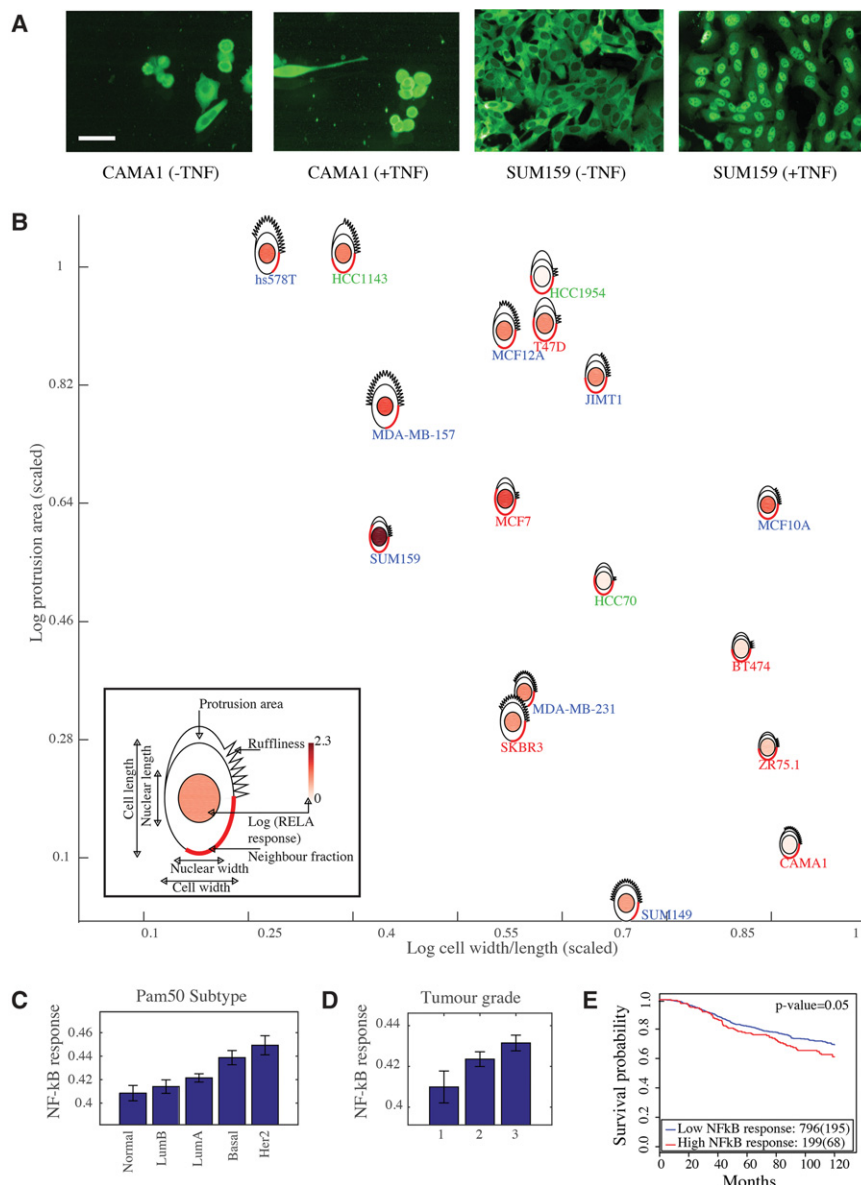 A
CAMA1 (-TNF)
CAMA1 (+TNF)
SUM159 (-TNF)
SUM159 (+TNF)
B
Log protrusion area (scaled)
1
0.82
0.64
0.46
0.28
0.1
hs578T
HCC1143
HCC1954
MCF12A
T47D
JIMT1
MDA-MB-157
MCF7
MCF10A
SUM159
HCC70
BT474
MDA-MB-231
SKBR3
ZR75.1
CAMA1
SUM149
Protrusion area
Ruffliness
2.3
0
Cell length
Nuclear length
Log (RELA
response)
Neighbour fraction
Nuclear width
Cell width
0.1
0.25
0.4
0.55
0.7
0.85
1
Log cell width/length (scaled)
C
Pam50 Subtype
NF-kB response
0.46
0.44
0.42
0.4
Normal
LumB
LumA
Basal
Her2
D
Tumour grade
NF-kB response
0.44
0.42
0.4
1
2
3
E
p-value=0.05
Survival probability
1.0
0.8
0.6
0.4
0.0
Low NFkB response: 796(195)
High NFkB response: 199(68)
0
20
40
60
80
100
120
Months